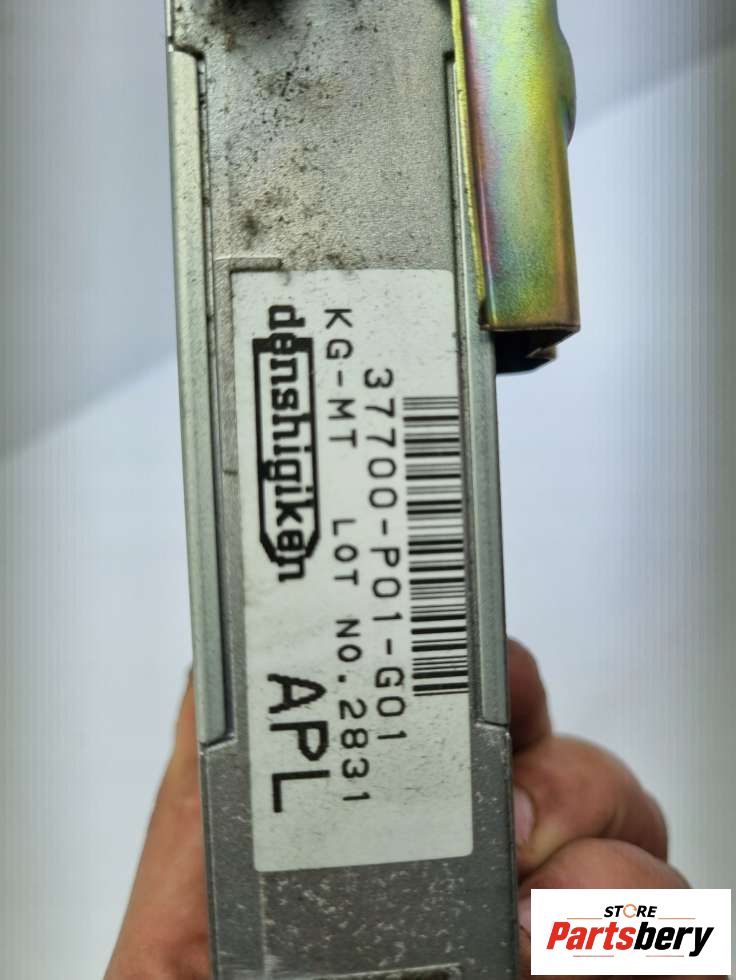 37700-P01-G01
KG-MT LOT NO.2831
denshigiken APL
STORE
Partsbery